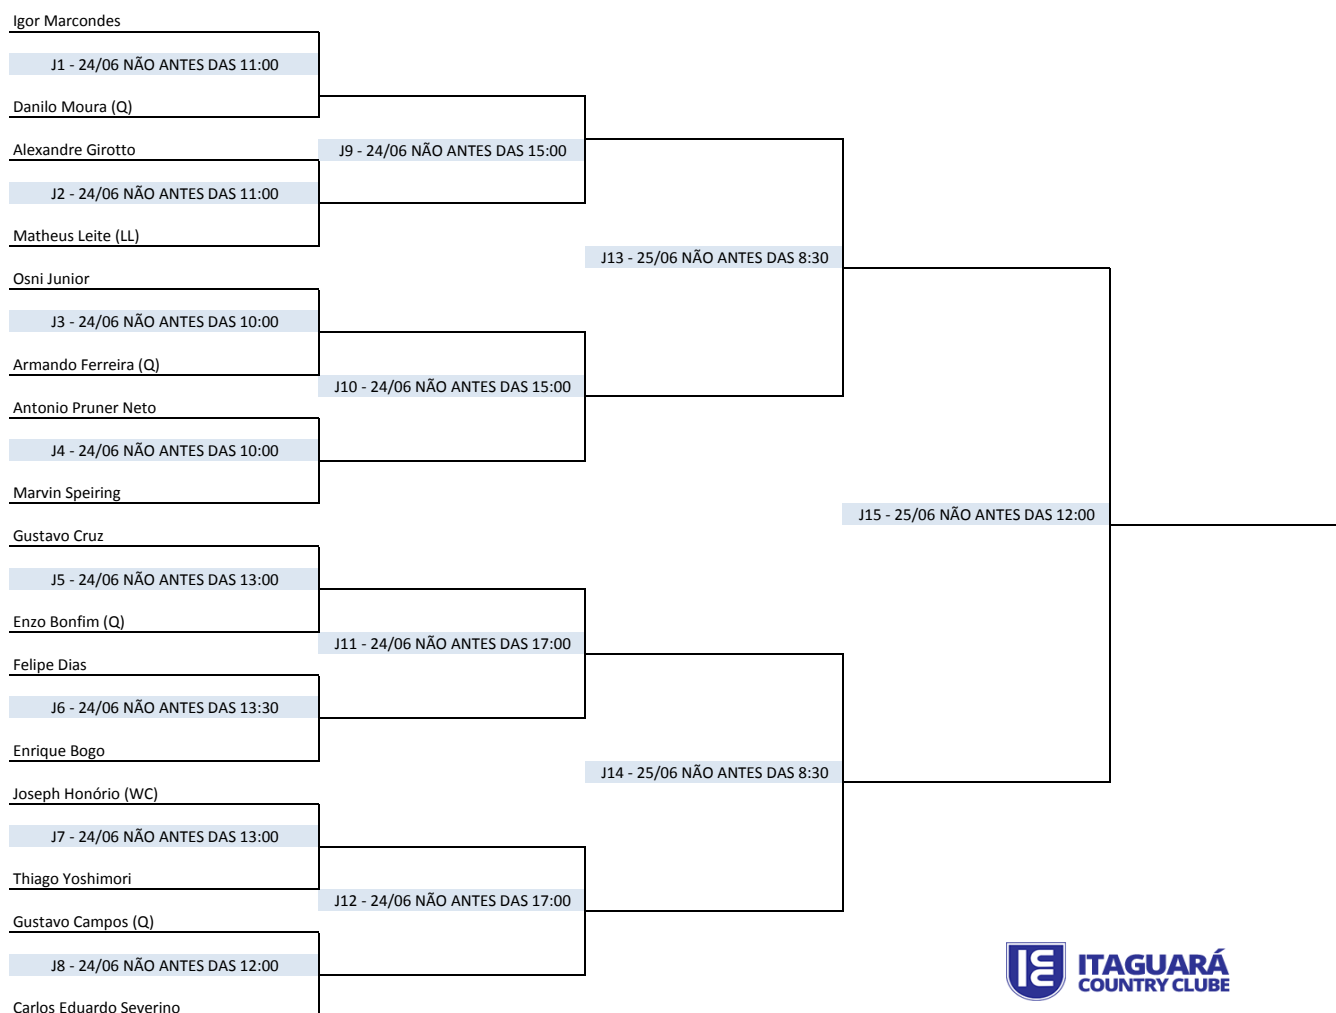 Igor Marcondes
J1 - 24/06 NÃO ANTES DAS 11:00
Danilo Moura (Q)
Alexandre Girotto
J9 - 24/06 NÃO ANTES DAS 15:00
J2 - 24/06 NÃO ANTES DAS 11:00
Matheus Leite (LL)
J13 - 25/06 NÃO ANTES DAS 8:30
Osni Junior
J3 - 24/06 NÃO ANTES DAS 10:00
Armando Ferreira (Q)
J10 - 24/06 NÃO ANTES DAS 15:00
Antonio Pruner Neto
J4 - 24/06 NÃO ANTES DAS 10:00
Marvin Speiring
J15 - 25/06 NÃO ANTES DAS 12:00
Gustavo Cruz
J5 - 24/06 NÃO ANTES DAS 13:00
Enzo Bonfim (Q)
J11 - 24/06 NÃO ANTES DAS 17:00
Felipe Dias
J6 - 24/06 NÃO ANTES DAS 13:30
Enrique Bogo
J14 - 25/06 NÃO ANTES DAS 8:30
Joseph Honório (WC)
J7 - 24/06 NÃO ANTES DAS 13:00
Thiago Yoshimori
J12 - 24/06 NÃO ANTES DAS 17:00
Gustavo Campos (Q)
J8 - 24/06 NÃO ANTES DAS 12:00
Carlos Eduardo Severino
ITAGUARÁ
COUNTRY CLUBE